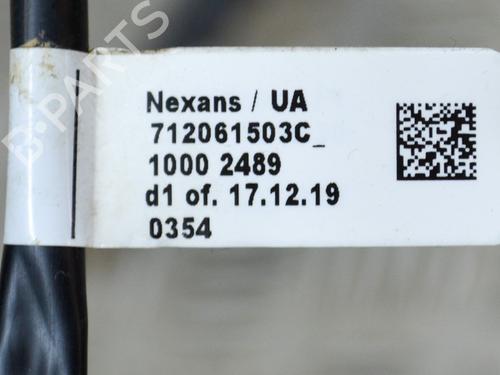 B-PARTS
Nexans / UA
712061503C_
1000 2489
d1 of. 17.12.19
0354